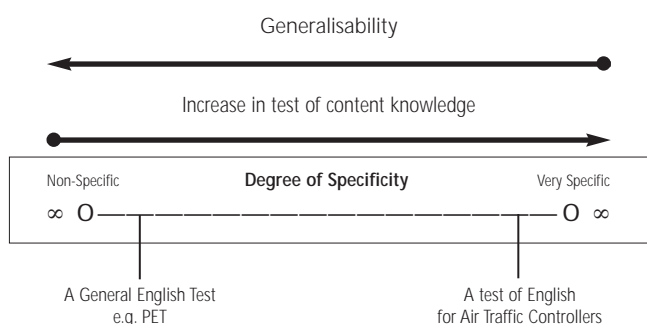 Generalisability
Increase in test of content knowledge
Non-Specific Degree of Specificity Very Specific
∞ O———————————————O ∞
A General English Test A test of English
e.g. PET for Air Traffic Controllers